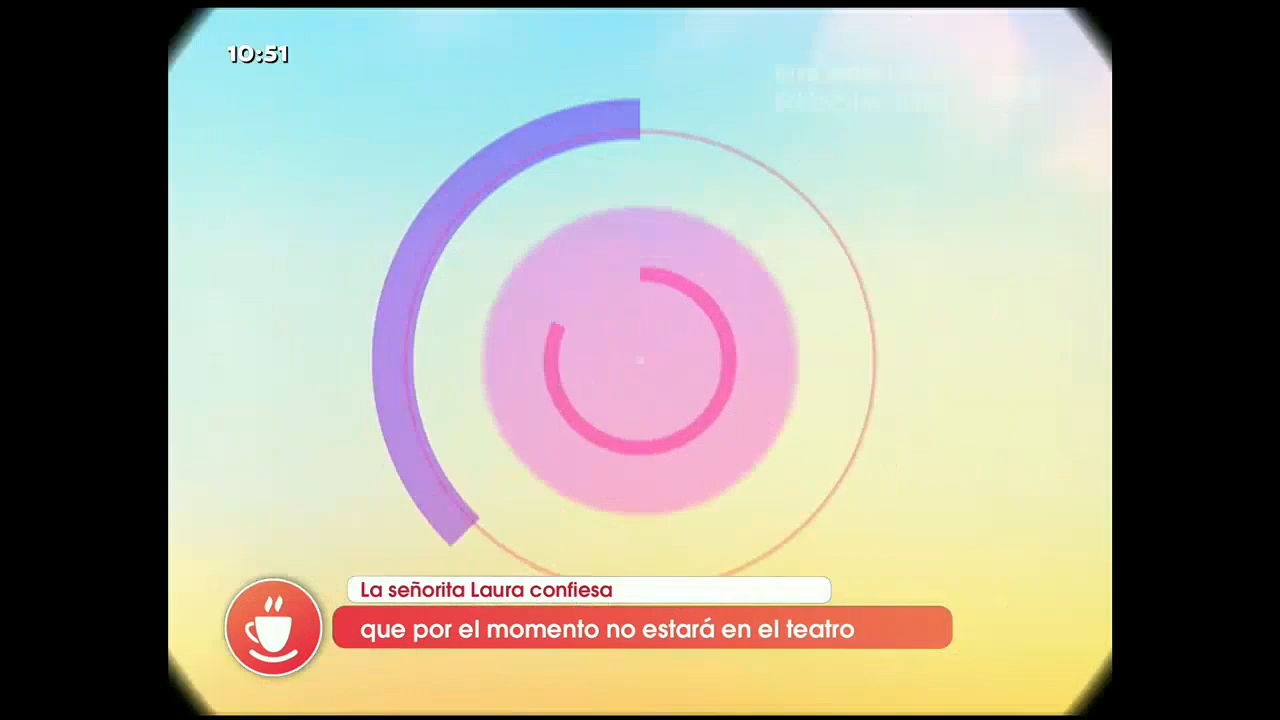 10:51
La señorita Laura confiesa
que por el momento no estará en el teatro